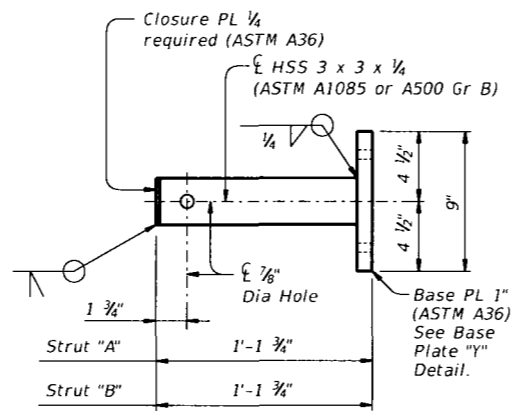 Closure PL ¼
required (ASTM A36)
℄ HSS 3 x 3 x ¼
(ASTM A1085 or A500 Gr B)
¼
4 ½"
9"
4 ½"
℄ ⅞"
Dia Hole
1 ¾"
Base PL 1"
(ASTM A36)
See Base
Plate "Y"
Detail.
Strut "A"
1'-1 ¾"
Strut "B"
1'-1 ¾"